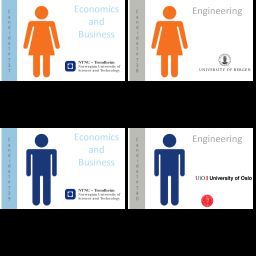 Economics
and
Business
NTNU – Trondheim
Norwegian University of
Science and Technology
Engineering
UNIVERSITY OF BERGEN
Economics
and
Business
NTNU – Trondheim
Norwegian University of
Science and Technology
Engineering
UiO University of Oslo